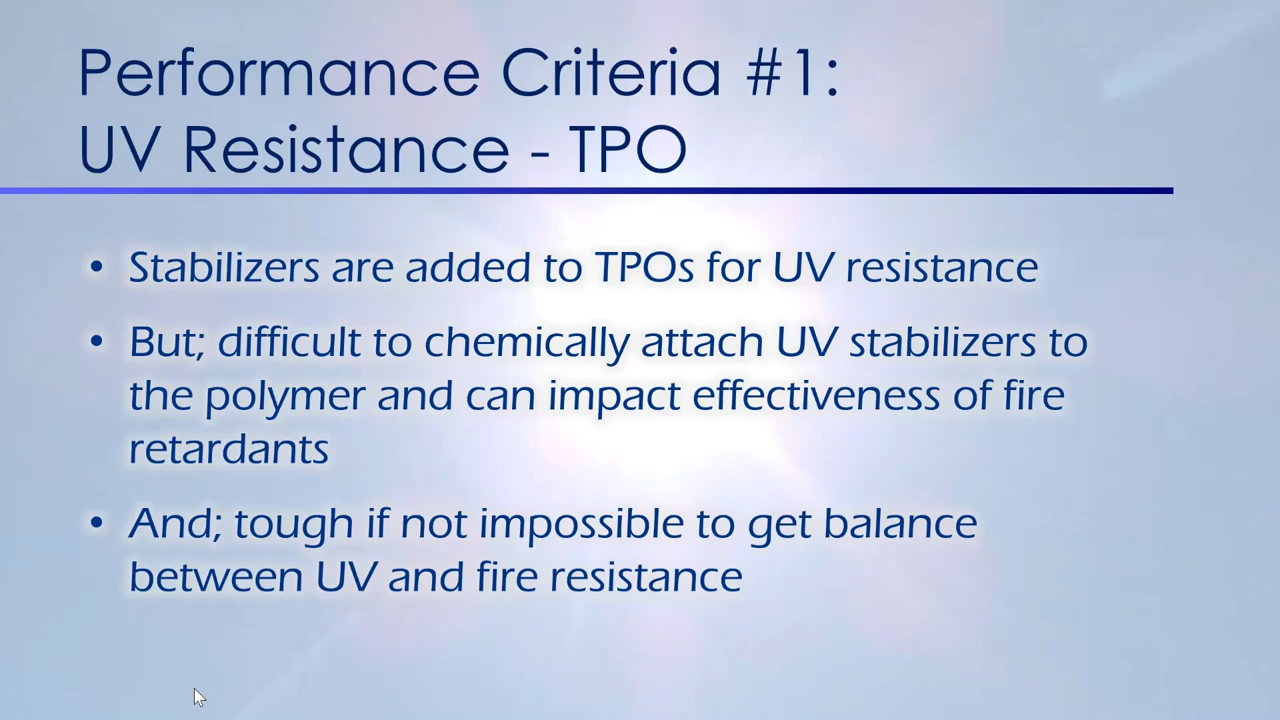 Performance Criteria #1:
UV Resistance - TPO
• Stabilizers are added to TPOs for UV resistance
• But; difficult to chemically attach UV stabilizers to
the polymer and can impact effectiveness of fire
retardants
• And; tough if not impossible to get balance
between UV and fire resistance